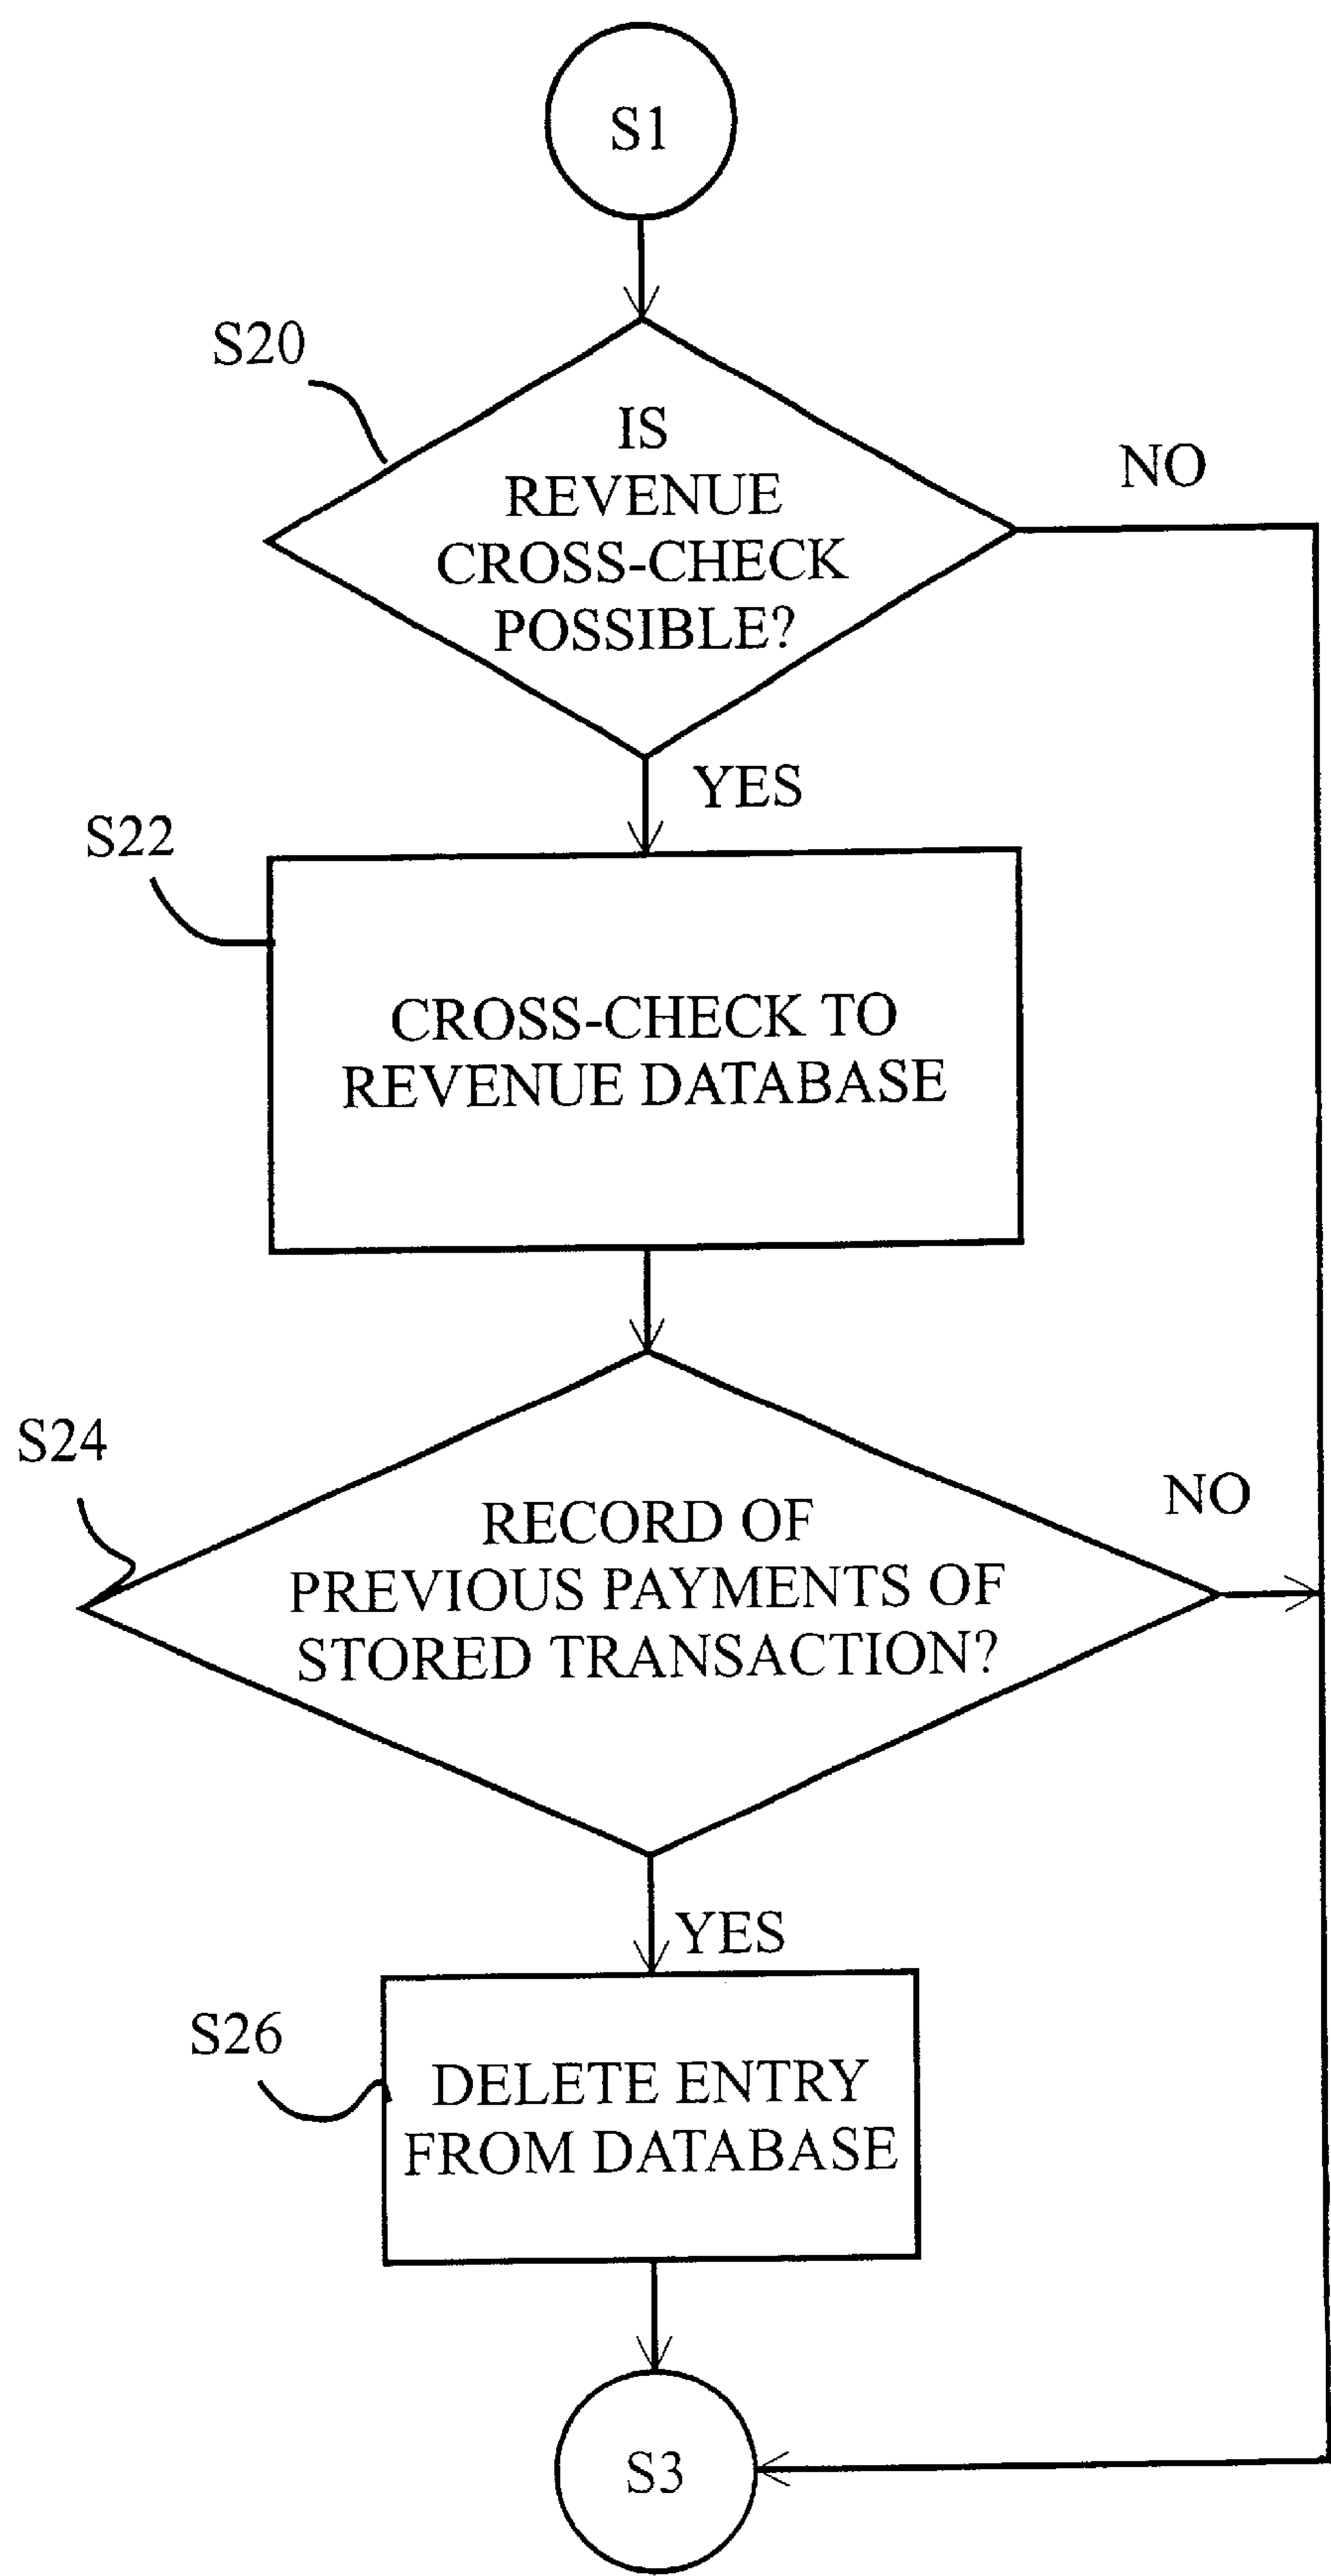 S1
S20
IS
REVENUE
CROSS-CHECK
POSSIBLE?
NO
YES
S22
CROSS-CHECK TO
REVENUE DATABASE
S24
RECORD OF
PREVIOUS PAYMENTS OF
STORED TRANSACTION?
NO
YES
S26
DELETE ENTRY
FROM DATABASE
S3